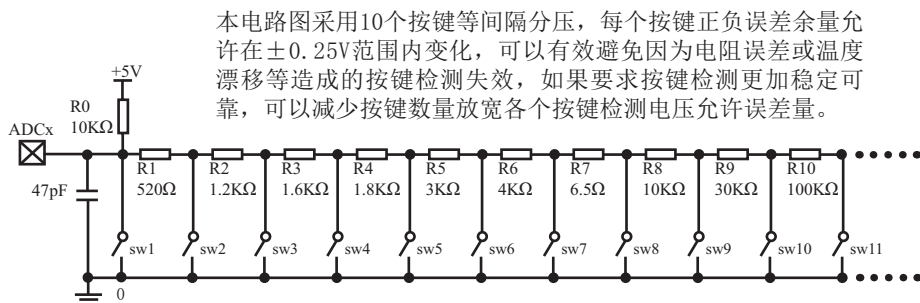 本电路图采用10个按键等间隔分压，每个按键正负误差余量允
许在±0.25V范围内变化，可以有效避免因为电阻误差或温度
漂移等造成的按键检测失效，如果要求按键检测更加稳定可
靠，可以减少按键数量放宽各个按键检测电压允许误差量。
+5V
R0
10KΩ
ADCx
R1 R2 R3 R4 R5 R6 R7 R8 R9 R10
520Ω 1.2KΩ 1.6KΩ 1.8KΩ 3KΩ 4KΩ 6.5Ω 10KΩ 30KΩ 100KΩ
47pF
sw1 sw2 sw3 sw4 sw5 sw6 sw7 sw8 sw9 sw10 sw11
0